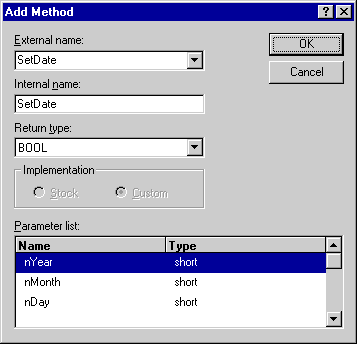 Add Method
External name:
SetDate
OK
Cancel
Internal name:
SetDate
Return type:
BOOL
Implementation
Stock Custom
Parameter list:
Name Type
nYear short
nMonth short
nDay short